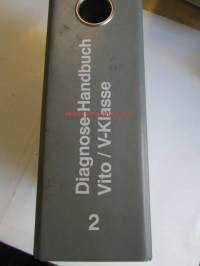 Diagnose-Handbuch
Vito / V-Klasse
2